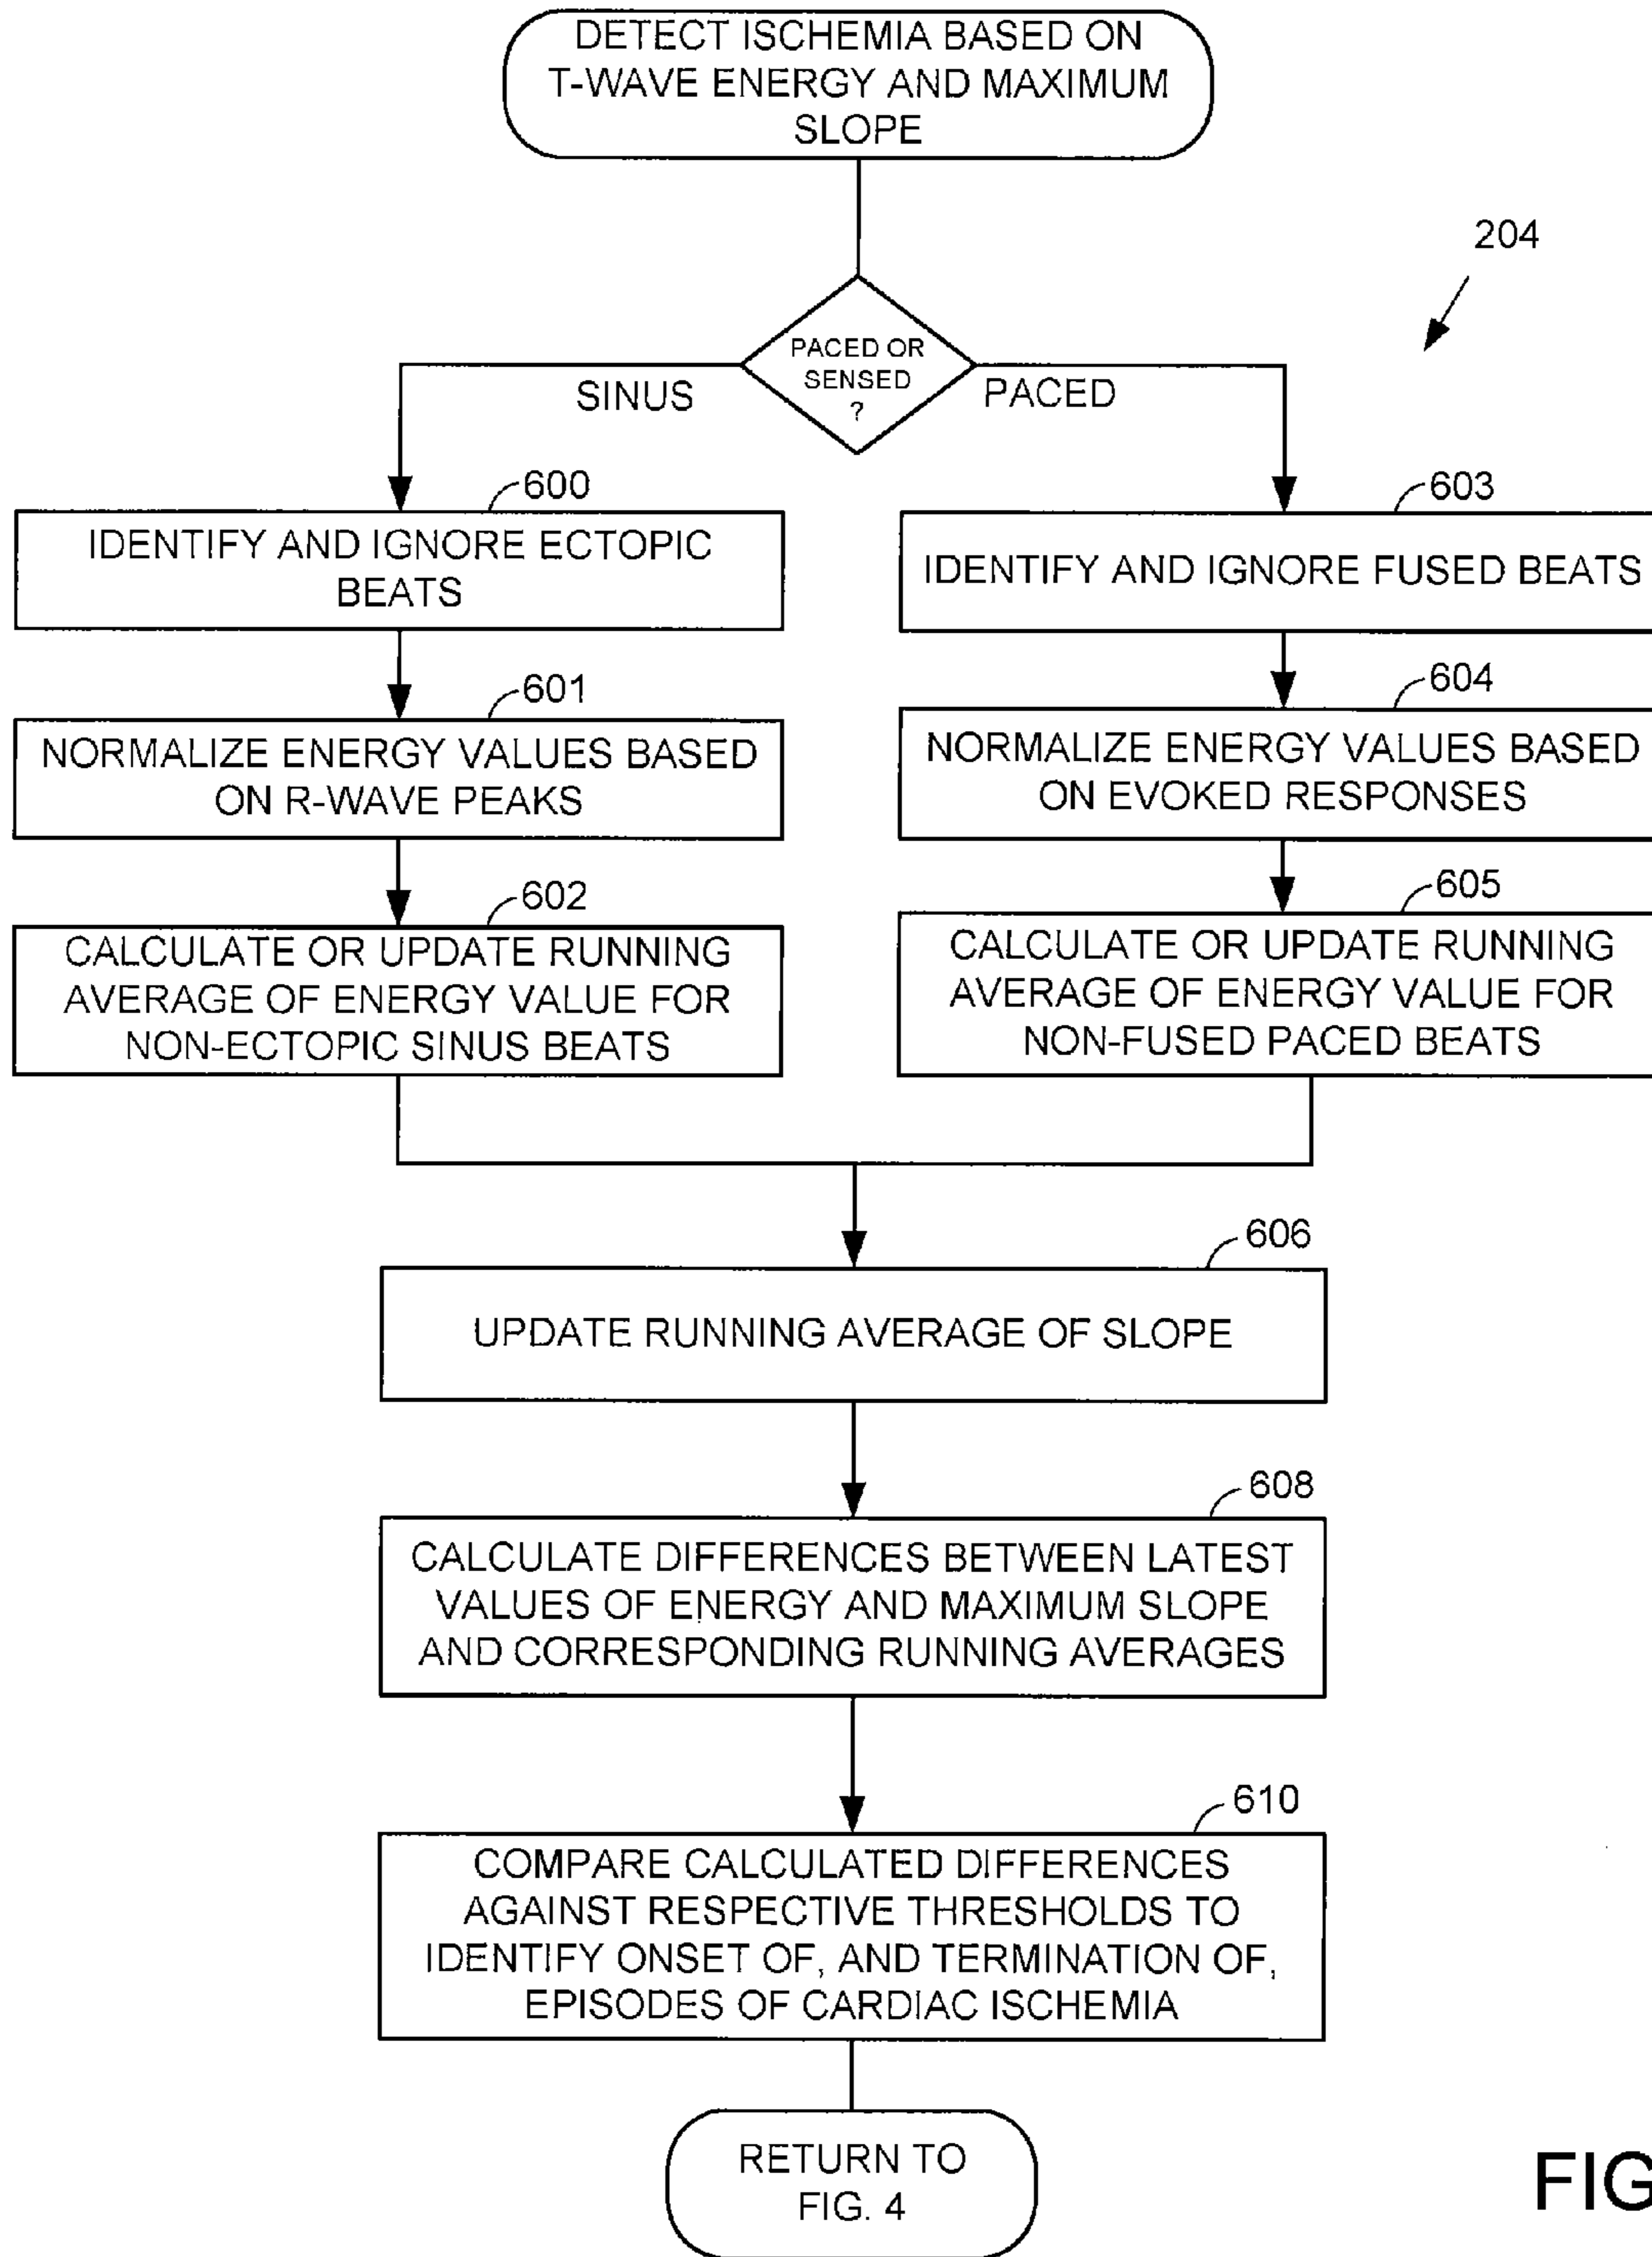 DETECT ISCHEMIA BASED ON
T-WAVE ENERGY AND MAXIMUM
SLOPE
204
PACED OR
SENSED
?
SINUS
PACED
600
IDENTIFY AND IGNORE ECTOPIC
BEATS
603
IDENTIFY AND IGNORE FUSED BEATS
601
NORMALIZE ENERGY VALUES BASED
ON R-WAVE PEAKS
604
NORMALIZE ENERGY VALUES BASED
ON EVOKED RESPONSES
602
CALCULATE OR UPDATE RUNNING
AVERAGE OF ENERGY VALUE FOR
NON-ECTOPIC SINUS BEATS
605
CALCULATE OR UPDATE RUNNING
AVERAGE OF ENERGY VALUE FOR
NON-FUSED PACED BEATS
606
UPDATE RUNNING AVERAGE OF SLOPE
608
CALCULATE DIFFERENCES BETWEEN LATEST
VALUES OF ENERGY AND MAXIMUM SLOPE
AND CORRESPONDING RUNNING AVERAGES
610
COMPARE CALCULATED DIFFERENCES
AGAINST RESPECTIVE THRESHOLDS TO
IDENTIFY ONSET OF, AND TERMINATION OF,
EPISODES OF CARDIAC ISCHEMIA
RETURN TO
FIG. 4
FIG